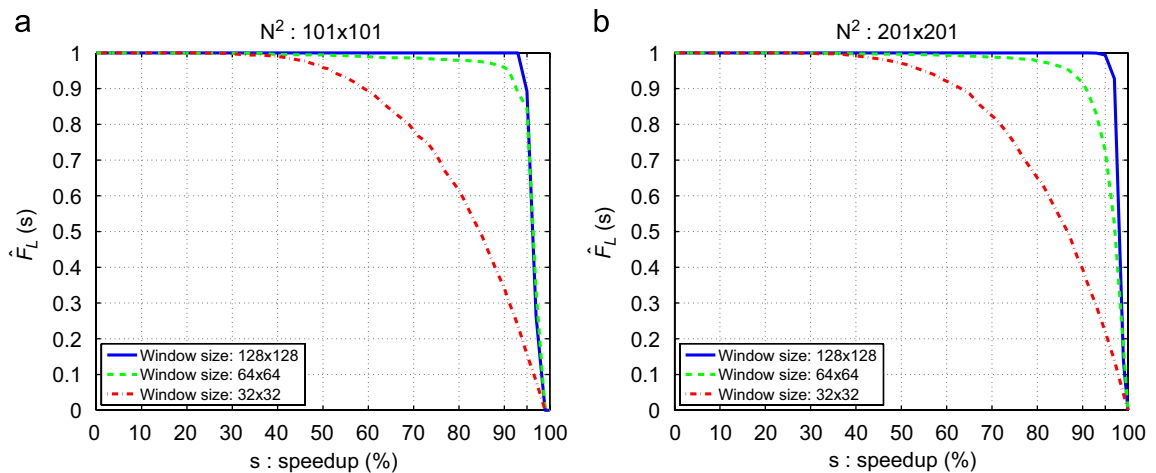 a
N² : 101x101
1
0.9
0.8
0.7
0.6
0.5
0.4
0.3
0.2
0.1
0
F̂_L (s)
Window size: 128x128
Window size: 64x64
Window size: 32x32
0 10 20 30 40 50 60 70 80 90 100
s : speedup (%)
b
N² : 201x201
1
0.9
0.8
0.7
0.6
0.5
0.4
0.3
0.2
0.1
0
F̂_L (s)
Window size: 128x128
Window size: 64x64
Window size: 32x32
0 10 20 30 40 50 60 70 80 90 100
s : speedup (%)